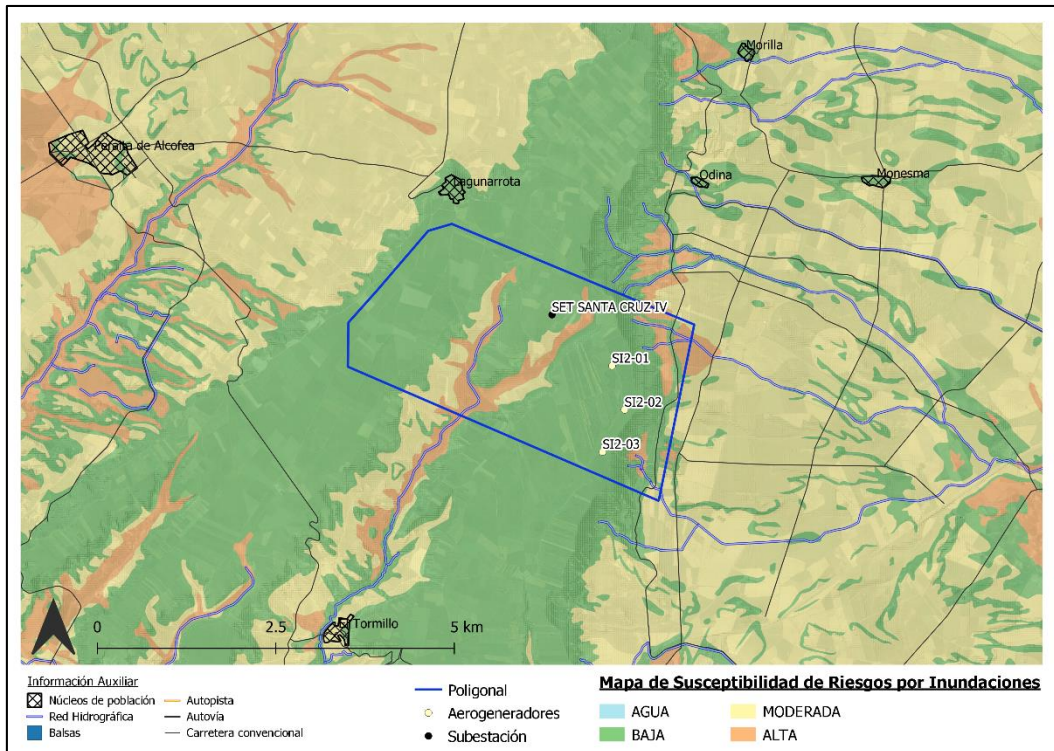 Morilla
Peralta de Alcofea
Lagunarrota
Odina
Monesma
SET SANTA CRUZ IV
SI2-01
SI2-02
SI2-03
Tormillo
0 2.5 5 km
Información Auxiliar
Núcleos de población
Red Hidrográfica
Balsas
Autopista
Autovía
Carretera convencional
Poligonal
Aerogeneradores
Subestación
Mapa de Susceptibilidad de Riesgos por Inundaciones
AGUA
BAJA
MODERADA
ALTA